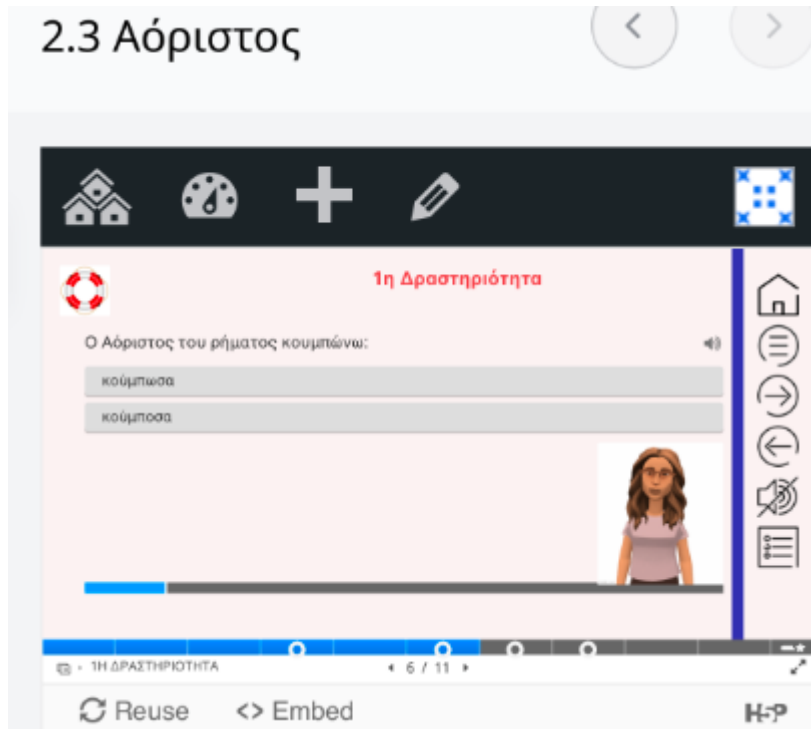 2.3 Αόριστος
1η Δραστηριότητα
Ο Αόριστος του ρήματος κουμπώνω:
κούμπωσα
κούμποσα
1Η ΔΡΑΣΤΗΡΙΟΤΗΤΑ
6 / 11
Reuse
Embed
H5P